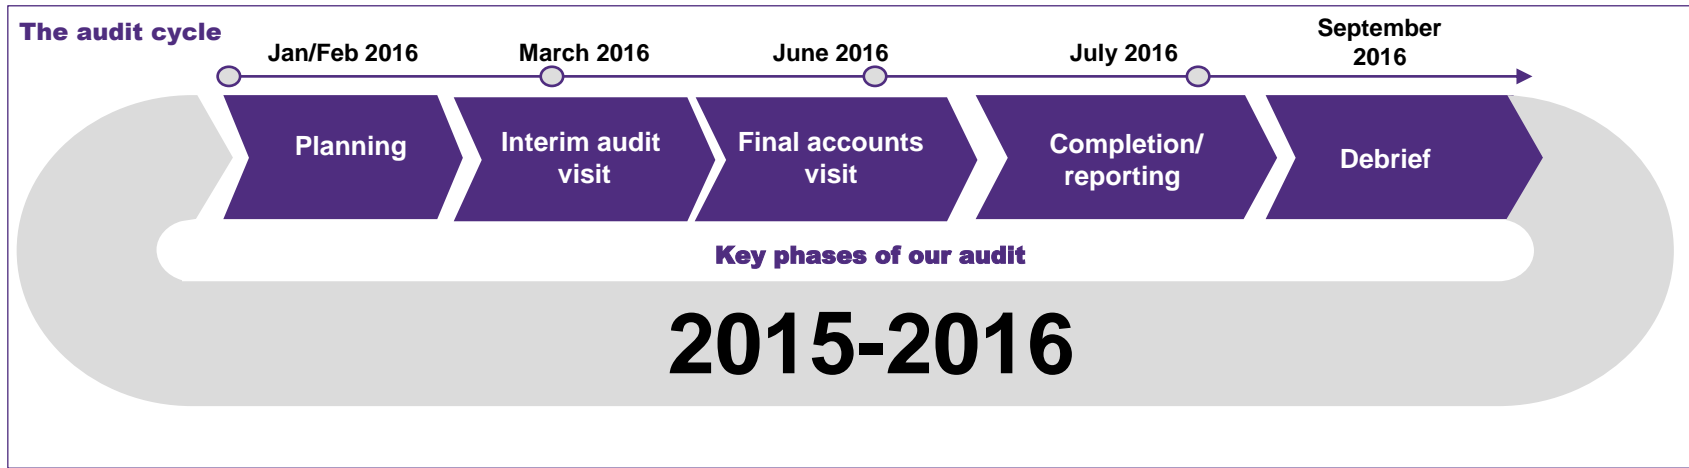 The audit cycle
Jan/Feb 2016
March 2016
June 2016
July 2016
September
2016
Planning
Interim audit
visit
Final accounts
visit
Completion/
reporting
Debrief
Key phases of our audit
2015-2016